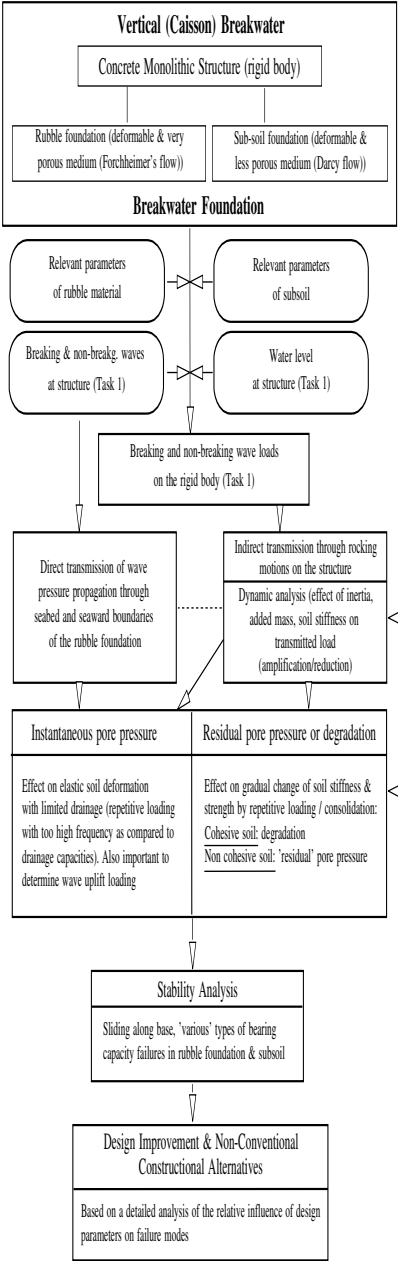 Vertical (Caisson) Breakwater
Concrete Monolithic Structure (rigid body)
Rubble foundation (deformable & very
porous medium (Forchheimer's flow))
Sub-soil foundation (deformable &
less porous medium (Darcy flow))
Breakwater Foundation
Relevant parameters
of rubble material
Relevant parameters
of subsoil
Breaking & non-breakg. waves
at structure (Task 1)
Water level
at structure (Task 1)
Breaking and non-breaking wave loads
on the rigid body (Task 1)
Direct transmission of wave
pressure propagation through
seabed and seaward boundaries
of the rubble foundation
Indirect transmission through rocking
motions on the structure
Dynamic analysis (effect of inertia,
added mass, soil stiffness on
transmitted load
(amplification/reduction)
Instantaneous pore pressure
Effect on elastic soil deformation
with limited drainage (repetitive loading
with too high frequency as compared to
drainage capacities). Also important to
determine wave uplift loading
Residual pore pressure or degradation
Effect on gradual change of soil stiffness &
strength by repetitive loading / consolidation:
Cohesive soil: degradation
Non cohesive soil: 'residual' pore pressure
Stability Analysis
Sliding along base, 'various' types of bearing
capacity failures in rubble foundation & subsoil
Design Improvement & Non-Conventional
Constructional Alternatives
Based on a detailed analysis of the relative influence of design
parameters on failure modes